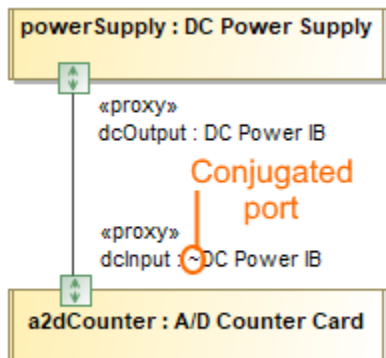 powerSupply : DC Power Supply
«proxy»
dcOutput : DC Power IB
Conjugated
port
«proxy»
dcInput : ~DC Power IB
a2dCounter : A/D Counter Card